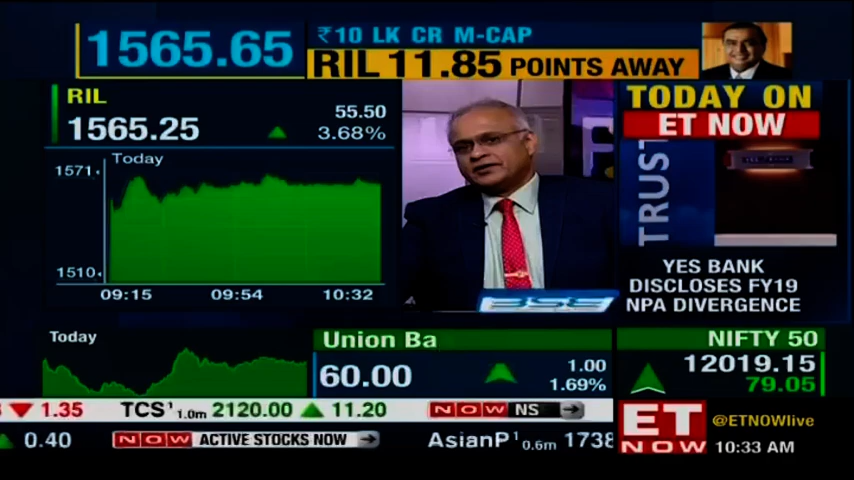 1565.65
₹10 LK CR M-CAP
RIL 11.85 POINTS AWAY
RIL
1565.25
55.50
3.68%
Today
1571
1510
09:15 09:54 10:32
BSE
TODAY ON
ET NOW
TRUST
YES BANK
DISCLOSES FY19
NPA DIVERGENCE
Today
Union Ba
60.00
1.00
1.69%
NIFTY 50
12019.15
79.05
1.35 TCS¹ 1.0m 2120.00 11.20 NOW NS
0.40 NOW ACTIVE STOCKS NOW AsianP¹ 0.6m 1738
ET
NOW
@ETNOWlive
10:33 AM